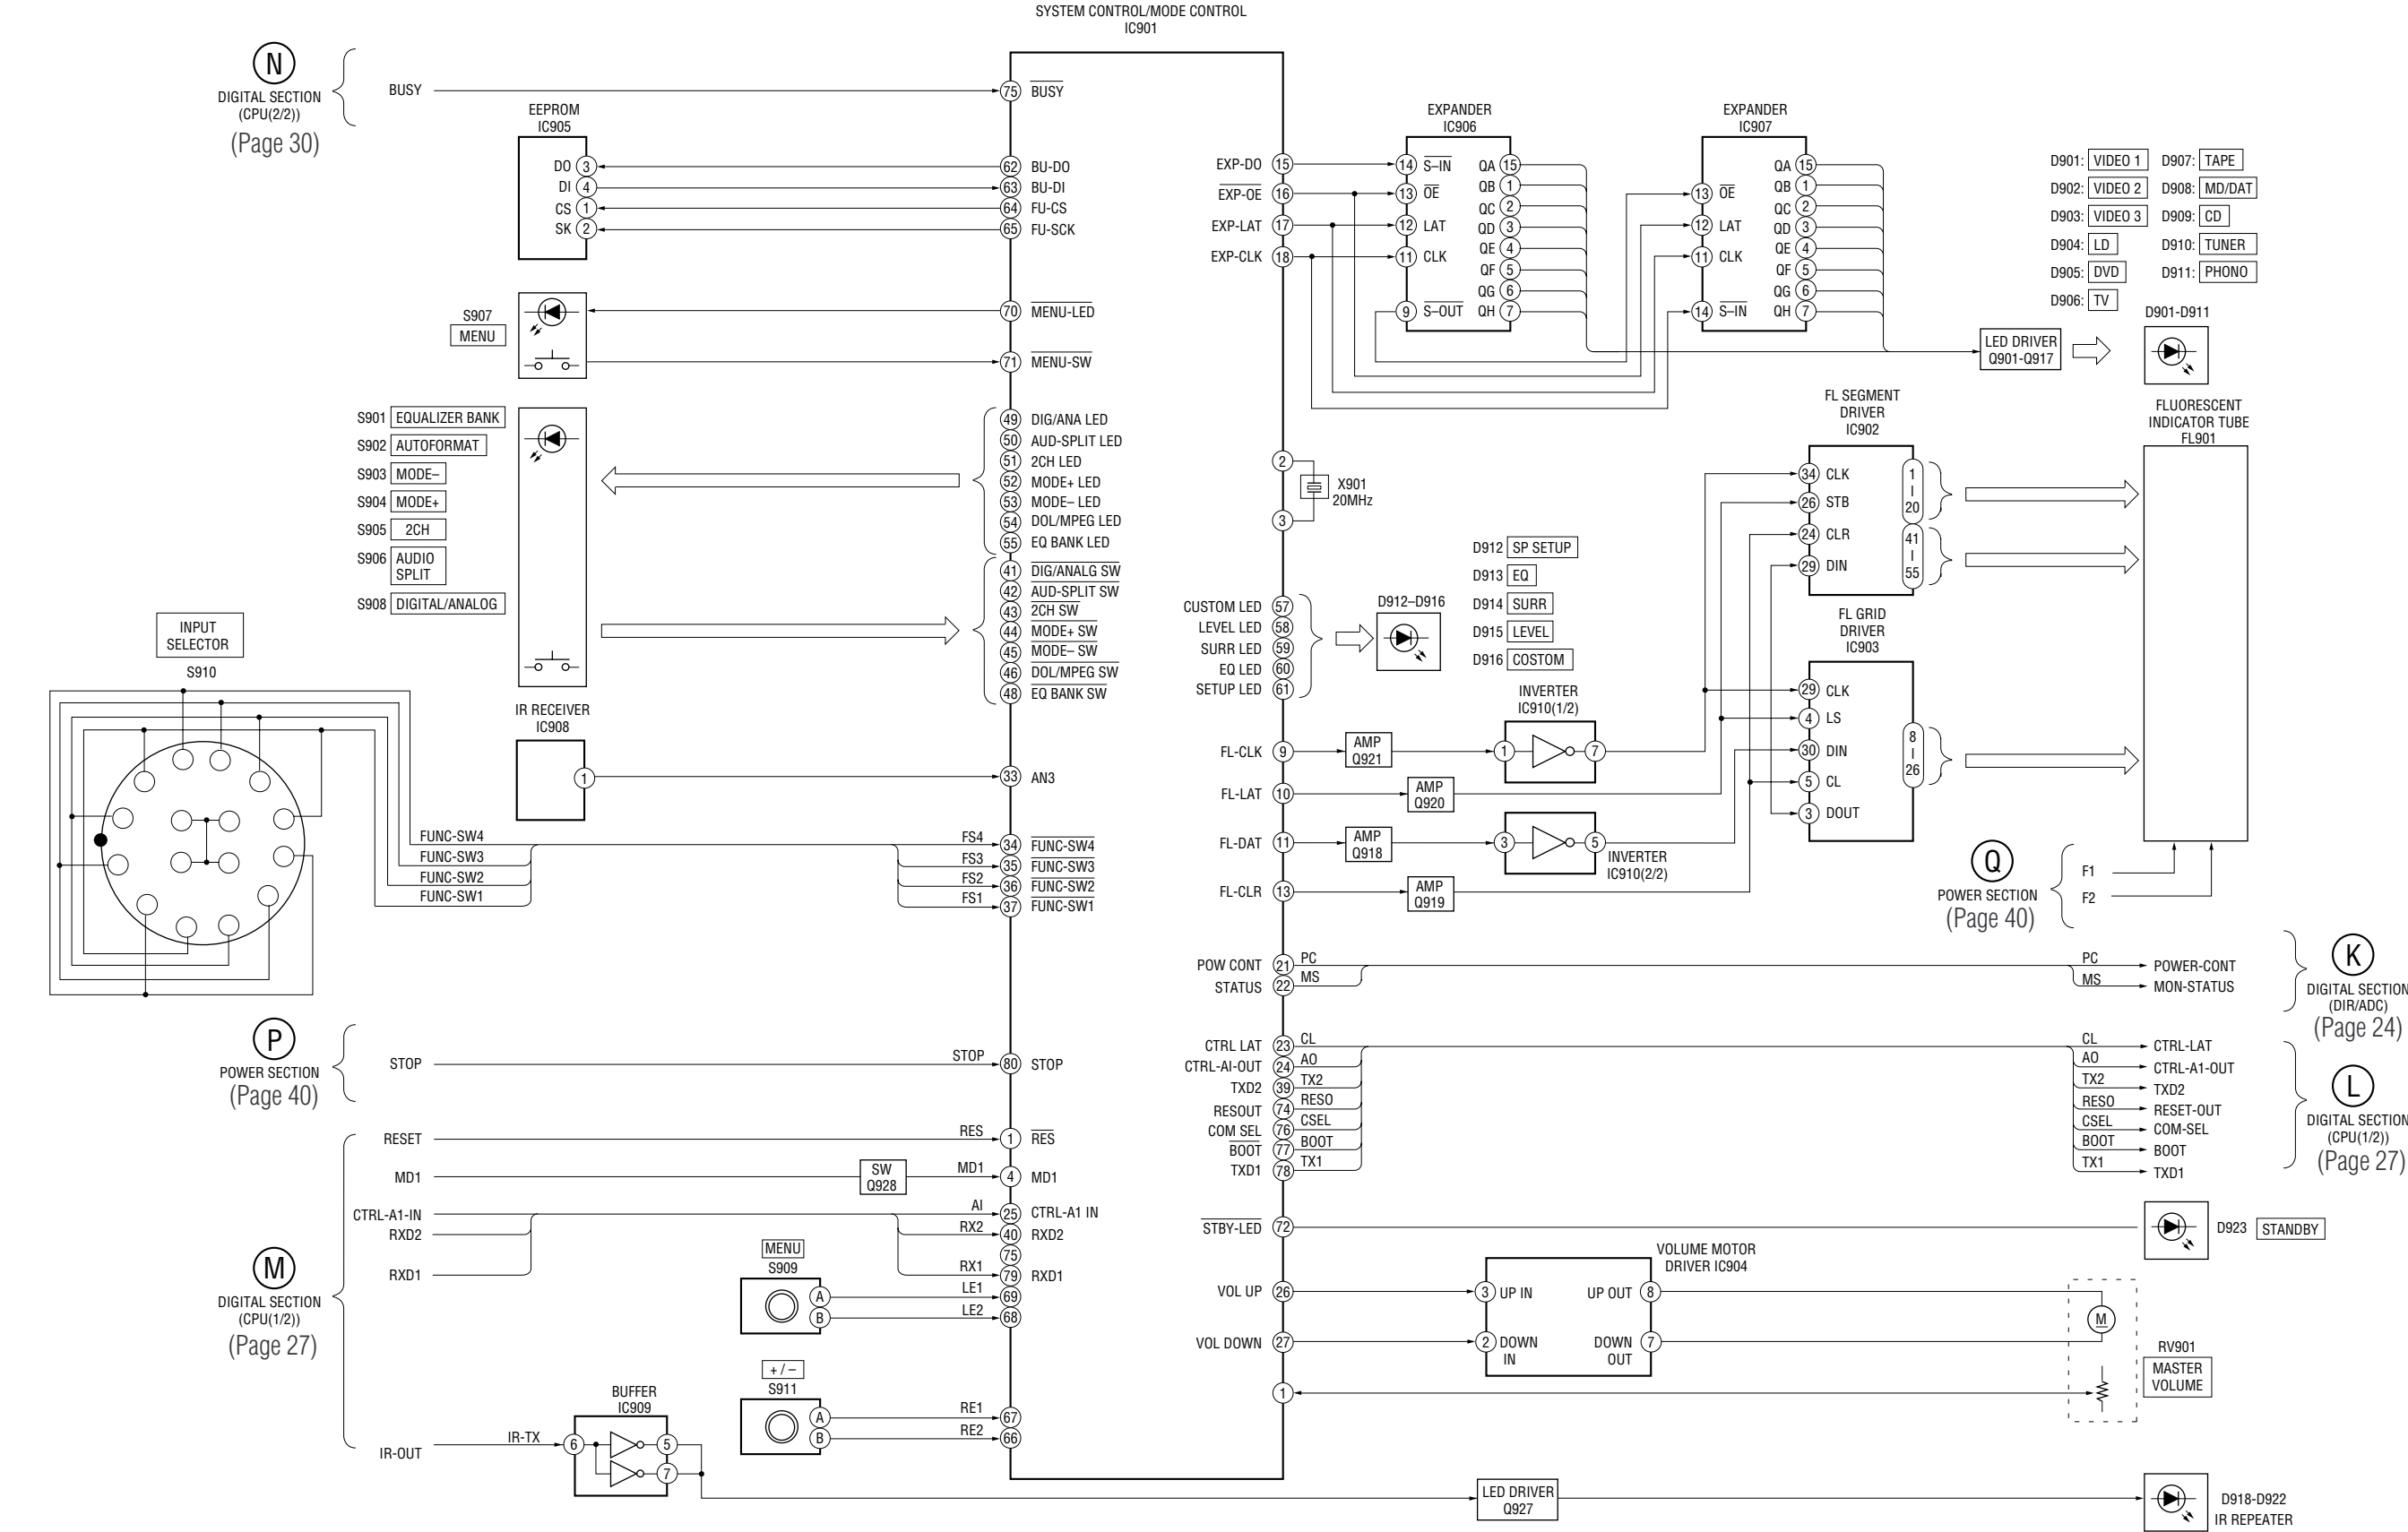 SYSTEM CONTROL/MODE CONTROL
IC901
N
DIGITAL SECTION
(CPU(2/2))
(Page 30)
BUSY
75 BUSY
EEPROM
IC905
DO 3
DI 4
CS 1
SK 2
62 BU-DO
63 BU-DI
64 FU-CS
65 FU-SCK
S907
MENU
70 MENU-LED
71 MENU-SW
S901 EQUALIZER BANK
S902 AUTOFORMAT
S903 MODE–
S904 MODE+
S905 2CH
S906 AUDIO
SPLIT
S908 DIGITAL/ANALOG
49 DIG/ANA LED
50 AUD-SPLIT LED
51 2CH LED
52 MODE+ LED
53 MODE– LED
54 DOL/MPEG LED
55 EQ BANK LED
41 DIG/ANALG SW
42 AUD-SPLIT SW
43 2CH SW
44 MODE+ SW
45 MODE– SW
46 DOL/MPEG SW
48 EQ BANK SW
INPUT
SELECTOR
S910
IR RECEIVER
IC908
1
33 AN3
FUNC-SW4
FUNC-SW3
FUNC-SW2
FUNC-SW1
FS4
FS3
FS2
FS1
34 FUNC-SW4
35 FUNC-SW3
36 FUNC-SW2
37 FUNC-SW1
P
POWER SECTION
(Page 40)
STOP
STOP
80 STOP
M
DIGITAL SECTION
(CPU(1/2))
(Page 27)
RESET
RES
1 RES
MD1
SW
Q928
MD1
4 MD1
CTRL-A1-IN
AI
25 CTRL-A1 IN
RXD2
RX2
40 RXD2
75
RXD1
RX1
79 RXD1
MENU
S909
A
B
LE1
LE2
69
68
+ / –
S911
A
B
RE1
RE2
67
66
IR-OUT
IR-TX
BUFFER
IC909
6
5
7
EXP-DO 15
EXP-OE 16
EXP-LAT 17
EXP-CLK 18
EXPANDER
IC906
14 S–IN
13 OE
12 LAT
11 CLK
9 S–OUT
QA 15
QB 1
QC 2
QD 3
QE 4
QF 5
QG 6
QH 7
EXPANDER
IC907
13 OE
12 LAT
11 CLK
14 S–IN
QA 15
QB 1
QC 2
QD 3
QE 4
QF 5
QG 6
QH 7
D901: VIDEO 1
D902: VIDEO 2
D903: VIDEO 3
D904: LD
D905: DVD
D906: TV
D907: TAPE
D908: MD/DAT
D909: CD
D910: TUNER
D911: PHONO
LED DRIVER
Q901-Q917
D901-D911
2
3
X901
20MHz
FL SEGMENT
DRIVER
IC902
34 CLK
26 STB
24 CLR
29 DIN
1
20
41
55
FLUORESCENT
INDICATOR TUBE
FL901
CUSTOM LED 57
LEVEL LED 58
SURR LED 59
EQ LED 60
SETUP LED 61
D912–D916
D912 SP SETUP
D913 EQ
D914 SURR
D915 LEVEL
D916 COSTOM
FL GRID
DRIVER
IC903
29 CLK
4 LS
30 DIN
5 CL
3 DOUT
8
26
FL-CLK 9
AMP
Q921
INVERTER
IC910(1/2)
1
7
FL-LAT 10
AMP
Q920
FL-DAT 11
AMP
Q918
3
5
INVERTER
IC910(2/2)
FL-CLR 13
AMP
Q919
Q
POWER SECTION
(Page 40)
F1
F2
POW CONT 21 PC
STATUS 22 MS
PC POWER-CONT
MS MON-STATUS
K
DIGITAL SECTION
(DIR/ADC)
(Page 24)
CTRL LAT 23 CL
CTRL-AI-OUT 24 AO
TXD2 39 TX2
RESOUT 74 RESO
COM SEL 76 CSEL
BOOT 77 BOOT
TXD1 78 TX1
CL CTRL-LAT
AO CTRL-A1-OUT
TX2 TXD2
RESO RESET-OUT
CSEL COM-SEL
BOOT BOOT
TX1 TXD1
L
DIGITAL SECTION
(CPU(1/2))
(Page 27)
STBY-LED 72
D923 STANDBY
VOL UP 26
VOL DOWN 27
VOLUME MOTOR
DRIVER IC904
3 UP IN
2 DOWN
IN
UP OUT 8
DOWN 7
OUT
1
M
RV901
MASTER
VOLUME
LED DRIVER
Q927
D918-D922
IR REPEATER